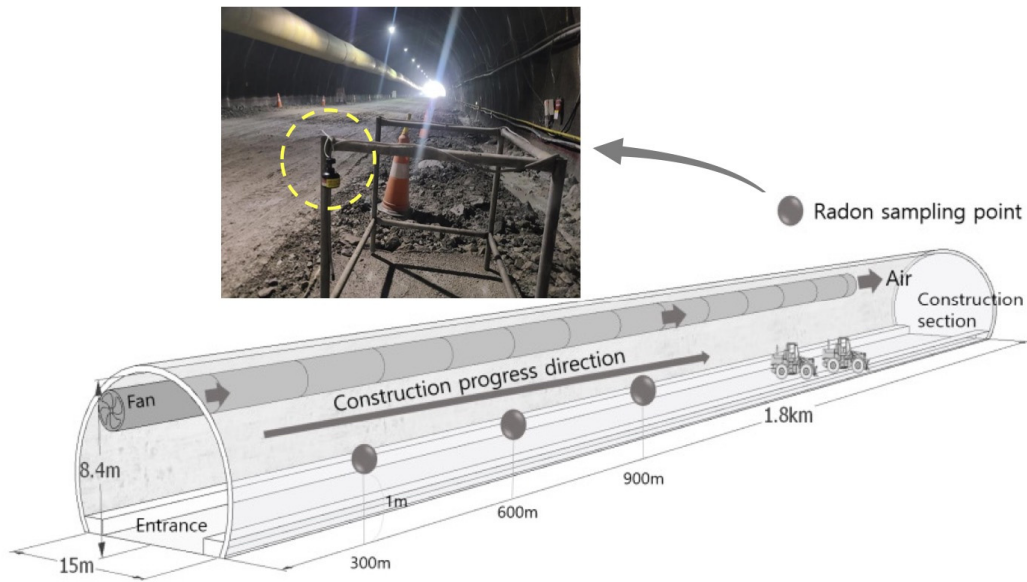 Radon sampling point
Air
Construction
section
Construction progress direction
Fan
1.8km
8.4m
900m
1m
600m
Entrance
300m
15m